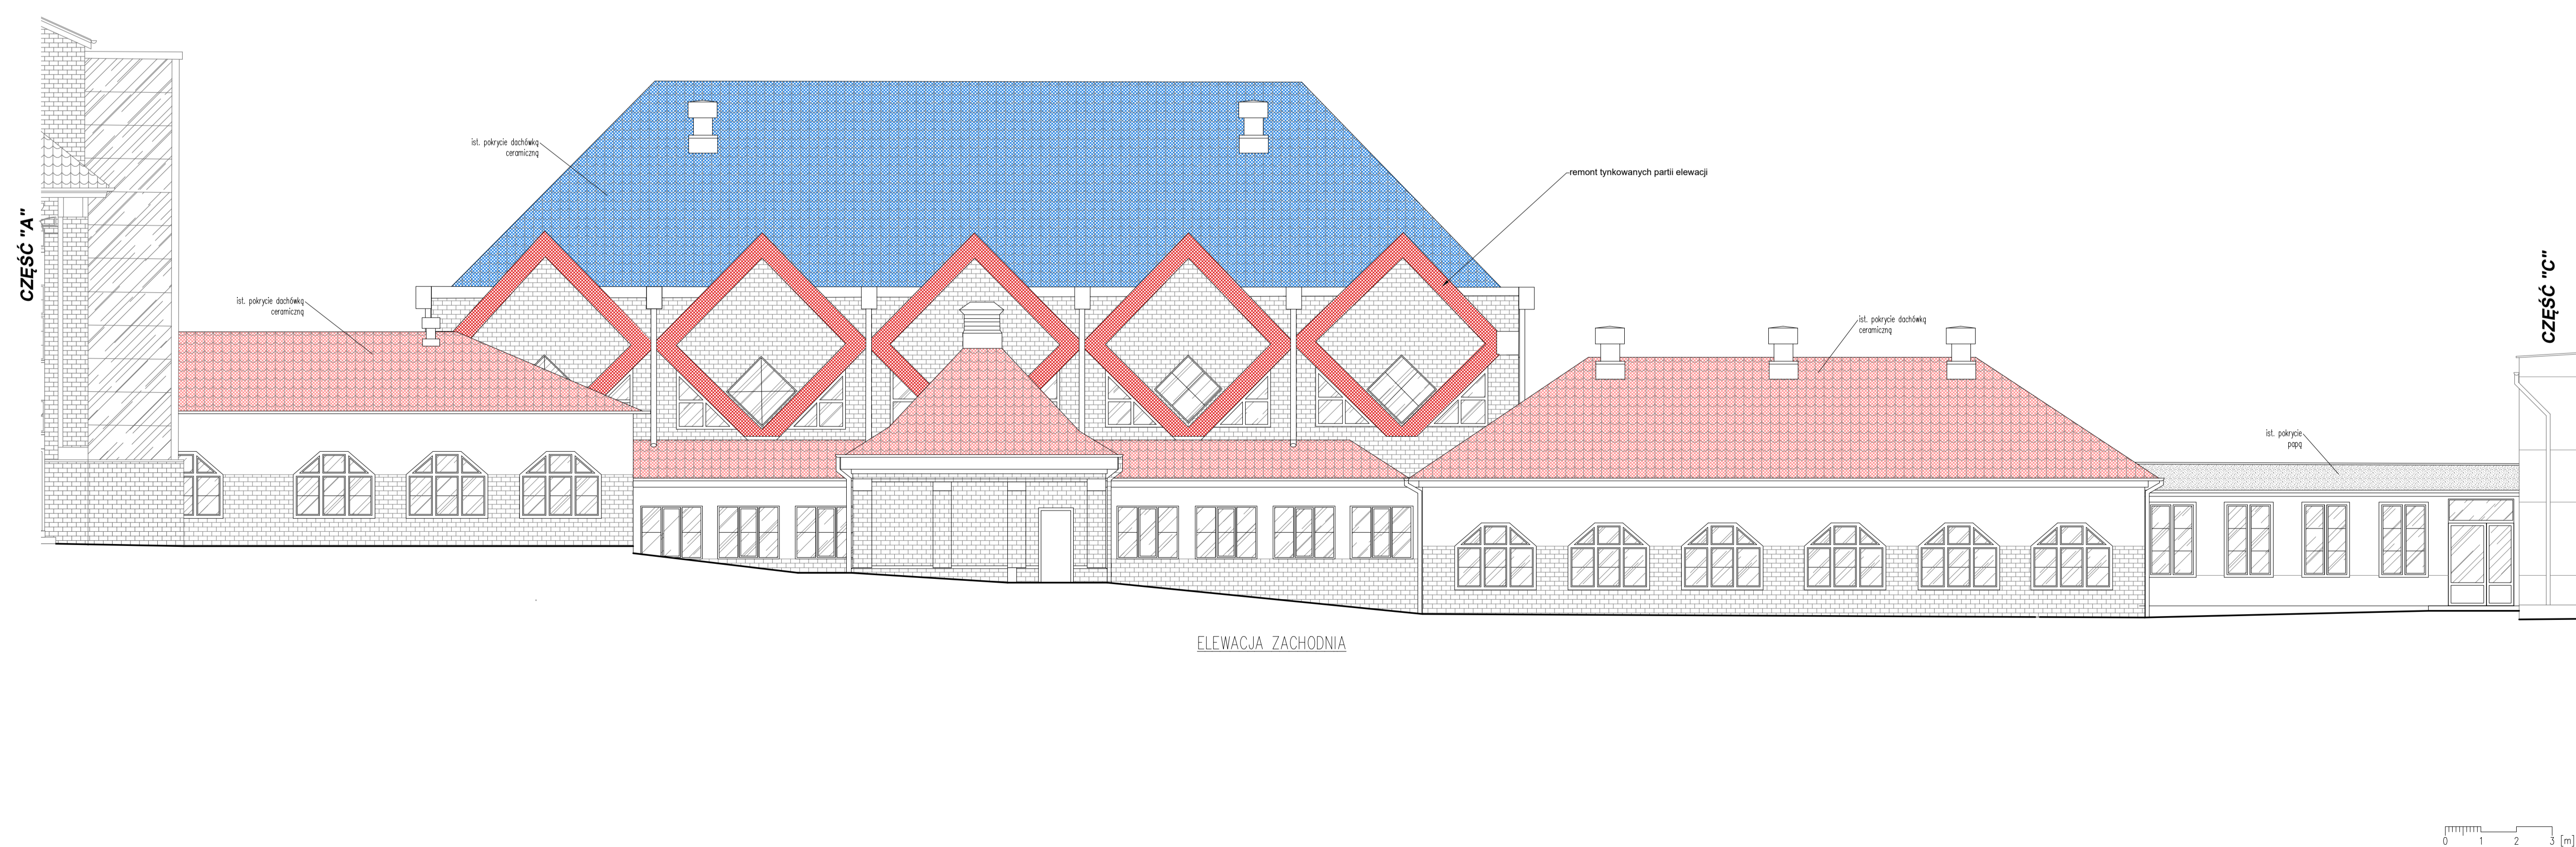 ist. pokrycie dachówką
ceramiczną
remont tynkowanych partii elewacji
CZĘŚĆ "A"
CZĘŚĆ "C"
ist. pokrycie dachówką
ceramiczną
ist. pokrycie dachówką
ceramiczną
ist. pokrycie
papą
ELEWACJA ZACHODNIA
0 1 2 3 [m]